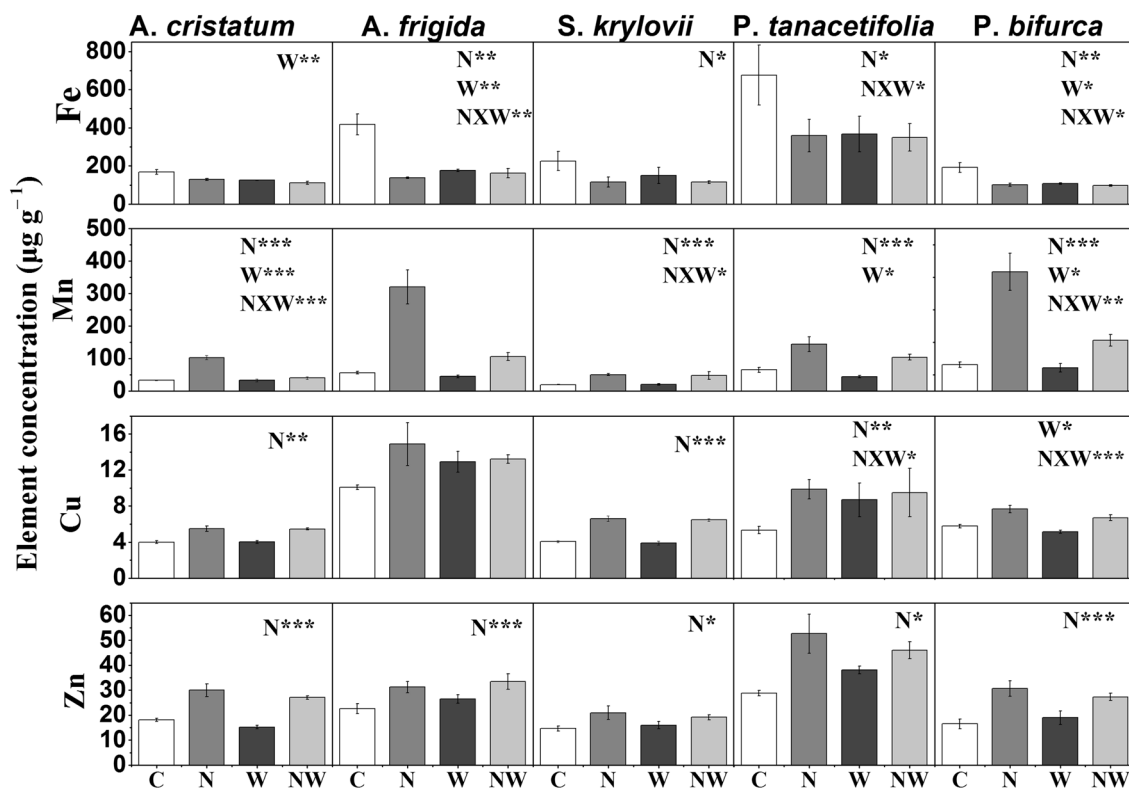 A. cristatum A. frigida S. krylovii P. tanacetifolia P. bifurca
Element concentration (µg g⁻¹)
Fe
800
600
400
200
0
W**
N**
W**
NXW**
N*
N*
NXW*
N**
W*
NXW*
Mn
500
400
300
200
100
0
N***
W***
NXW***
N***
NXW*
N***
W*
N***
W*
NXW**
Cu
16
12
8
4
0
N**
N***
N**
NXW*
W*
NXW***
Zn
60
50
40
30
20
10
0
N***
N***
N*
N*
N***
C N W NW C N W NW C N W NW C N W NW C N W NW